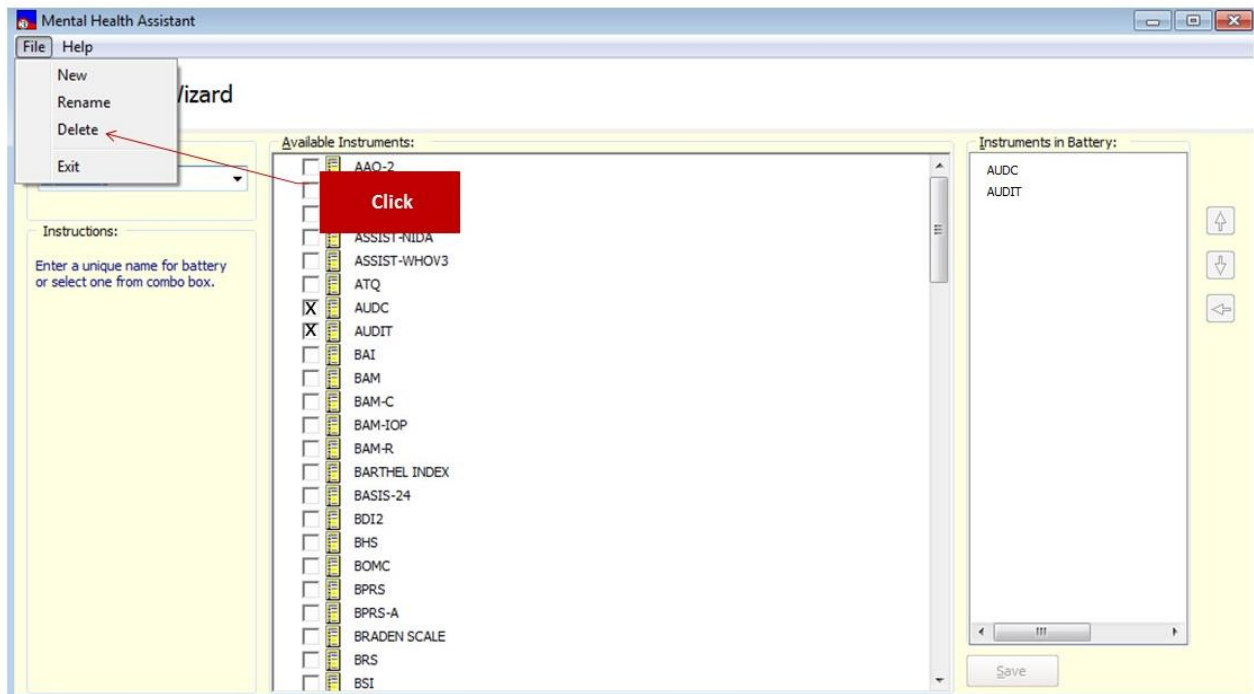 Mental Health Assistant
File Help
New
Rename
Delete
Exit
Wizard
Available Instruments:
AAO-2
Click
ASSIST-NIDA
ASSIST-WHOV3
ATQ
X AUDC
X AUDIT
BAI
BAM
BAM-C
BAM-IOP
BAM-R
BARTHEL INDEX
BASIS-24
BDI2
BHS
BOMC
BPRS
BPRS-A
BRADEN SCALE
BRS
BSI
Instructions:
Enter a unique name for battery
or select one from combo box.
Instruments in Battery:
AUDC
AUDIT
Save